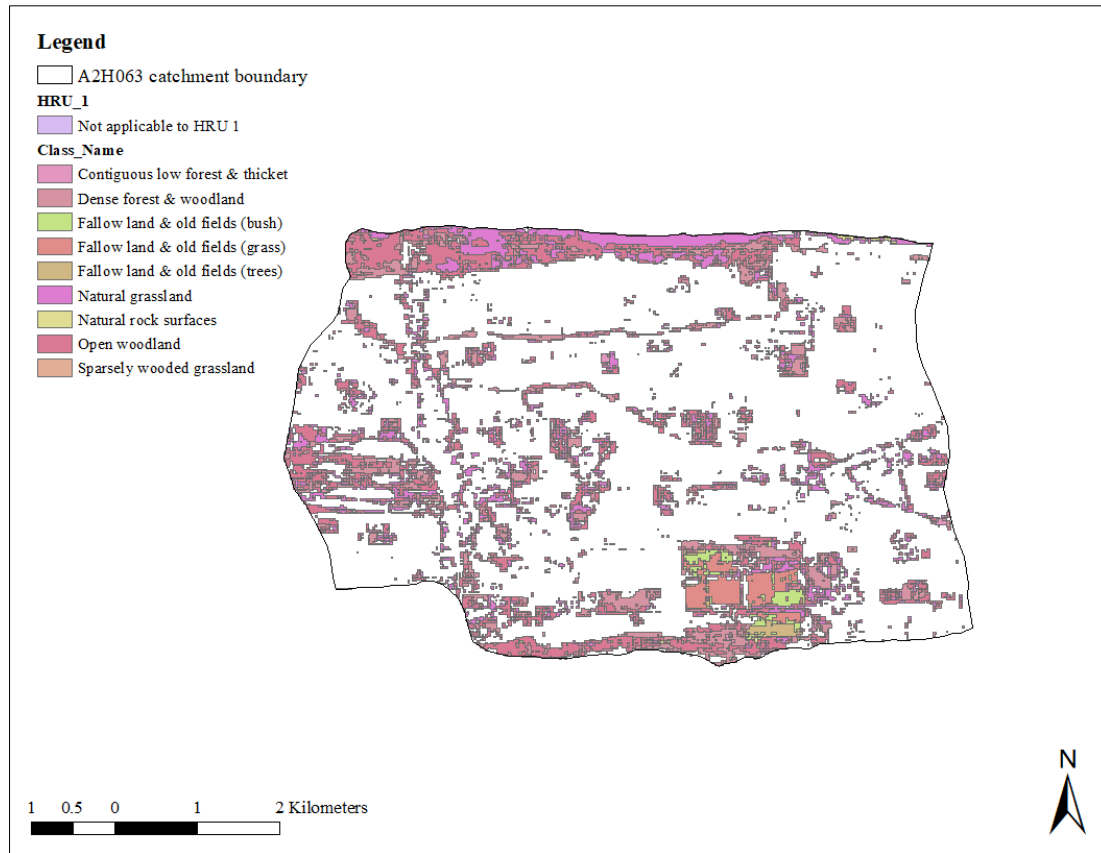 Legend
A2H063 catchment boundary
HRU_1
Not applicable to HRU 1
Class_Name
Contiguous low forest & thicket
Dense forest & woodland
Fallow land & old fields (bush)
Fallow land & old fields (grass)
Fallow land & old fields (trees)
Natural grassland
Natural rock surfaces
Open woodland
Sparsely wooded grassland
N
1 0.5 0 1 2 Kilometers